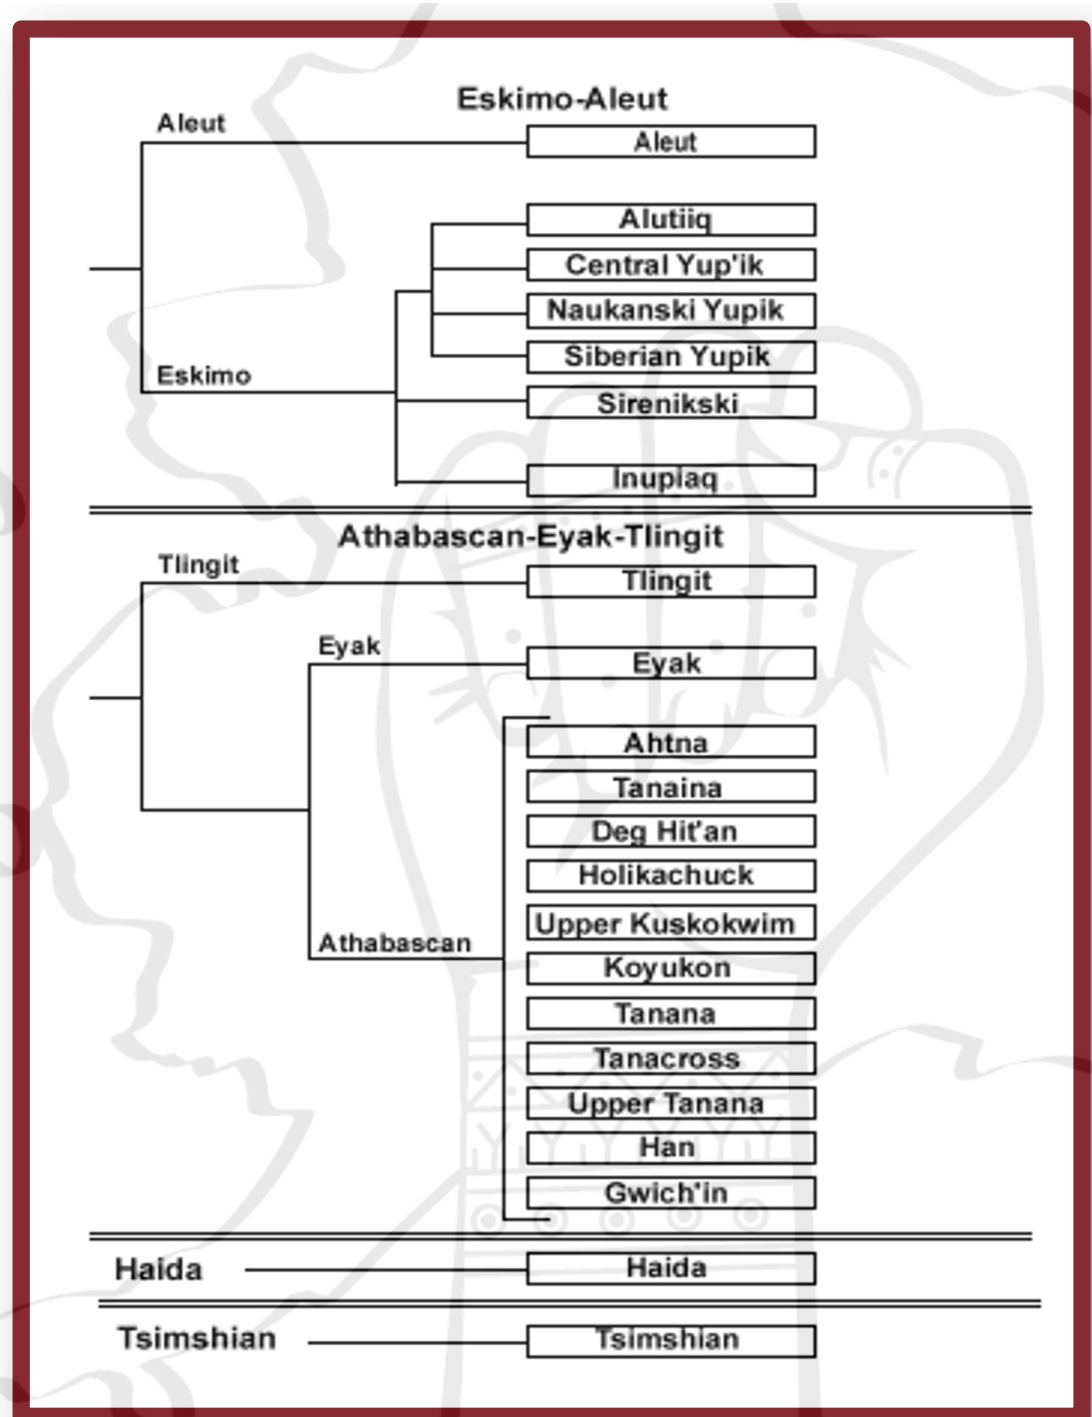 Eskimo-Aleut
Aleut
Aleut
Alutiiq
Central Yup'ik
Naukanski Yupik
Siberian Yupik
Eskimo
Sirenikski
Inupiaq
Athabascan-Eyak-Tlingit
Tlingit
Tlingit
Eyak
Eyak
Ahtna
Tanaina
Deg Hit'an
Holikachuck
Upper Kuskokwim
Athabascan
Koyukon
Tanana
Tanacross
Upper Tanana
Han
Gwich'in
Haida
Haida
Tsimshian
Tsimshian